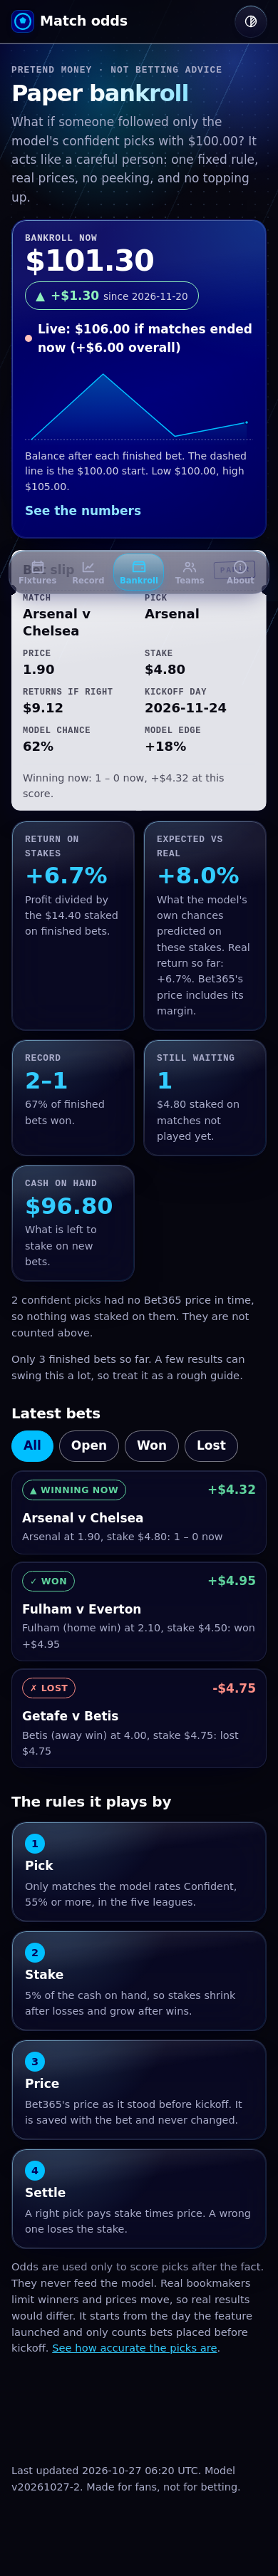 Match odds
PRETEND MONEY · NOT BETTING ADVICE
Paper bankroll
What if someone followed only the
model's confident picks with $100.00? It
acts like a careful person: one fixed rule,
real prices, no peeking, and no topping
up.
BANKROLL NOW
$101.30
▲ +$1.30 since 2026-11-20
Live: $106.00 if matches ended
now (+$6.00 overall)
Balance after each finished bet. The dashed
line is the $100.00 start. Low $100.00, high
$105.00.
See the numbers
Bet slip
Fixtures
Record
Bankroll
Teams
About
MATCH
Arsenal v
Chelsea
PICK
Arsenal
PRICE
1.90
STAKE
$4.80
RETURNS IF RIGHT
$9.12
KICKOFF DAY
2026-11-24
MODEL CHANCE
62%
MODEL EDGE
+18%
Winning now: 1 – 0 now, +$4.32 at this
score.
RETURN ON
STAKES
+6.7%
Profit divided by
the $14.40 staked
on finished bets.
EXPECTED VS
REAL
+8.0%
What the model's
own chances
predicted on
these stakes. Real
return so far:
+6.7%. Bet365's
price includes its
margin.
RECORD
2–1
67% of finished
bets won.
STILL WAITING
1
$4.80 staked on
matches not
played yet.
CASH ON HAND
$96.80
What is left to
stake on new
bets.
2 confident picks had no Bet365 price in time,
so nothing was staked on them. They are not
counted above.
Only 3 finished bets so far. A few results can
swing this a lot, so treat it as a rough guide.
Latest bets
All
Open
Won
Lost
▲ WINNING NOW
+$4.32
Arsenal v Chelsea
Arsenal at 1.90, stake $4.80: 1 – 0 now
✓ WON
+$4.95
Fulham v Everton
Fulham (home win) at 2.10, stake $4.50: won
+$4.95
✗ LOST
-$4.75
Getafe v Betis
Betis (away win) at 4.00, stake $4.75: lost
$4.75
The rules it plays by
1
Pick
Only matches the model rates Confident,
55% or more, in the five leagues.
2
Stake
5% of the cash on hand, so stakes shrink
after losses and grow after wins.
3
Price
Bet365's price as it stood before kickoff. It
is saved with the bet and never changed.
4
Settle
A right pick pays stake times price. A wrong
one loses the stake.
Odds are used only to score picks after the fact.
They never feed the model. Real bookmakers
limit winners and prices move, so real results
would differ. It starts from the day the feature
launched and only counts bets placed before
kickoff. See how accurate the picks are.
Last updated 2026-10-27 06:20 UTC. Model
v20261027-2. Made for fans, not for betting.